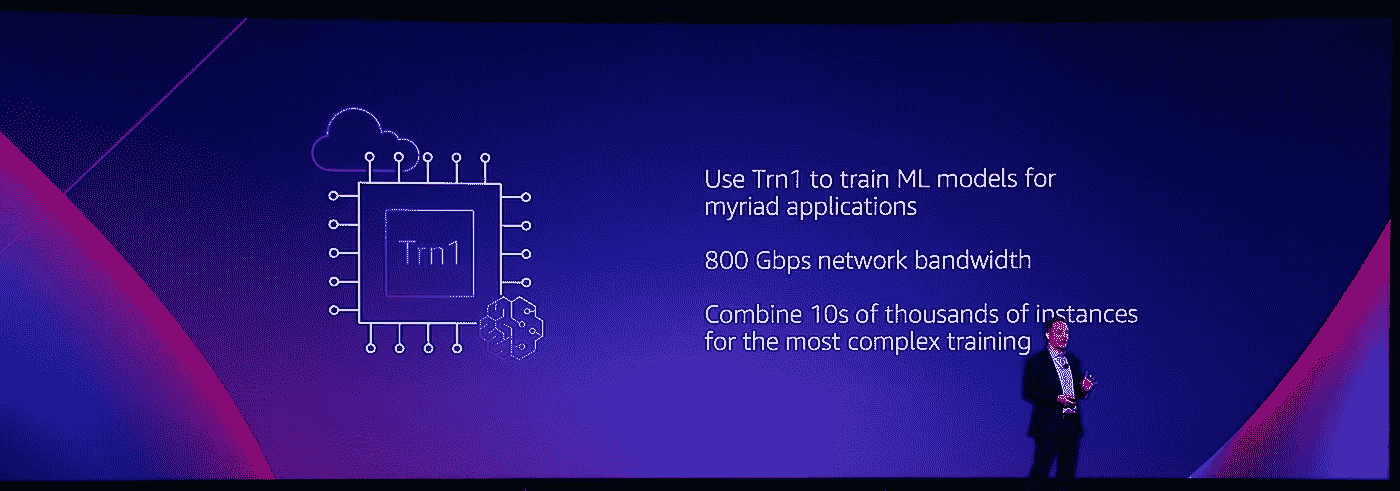 Trn1
Use Trn1 to train ML models for
myriad applications
800 Gbps network bandwidth
Combine 10s of thousands of instances
for the most complex training